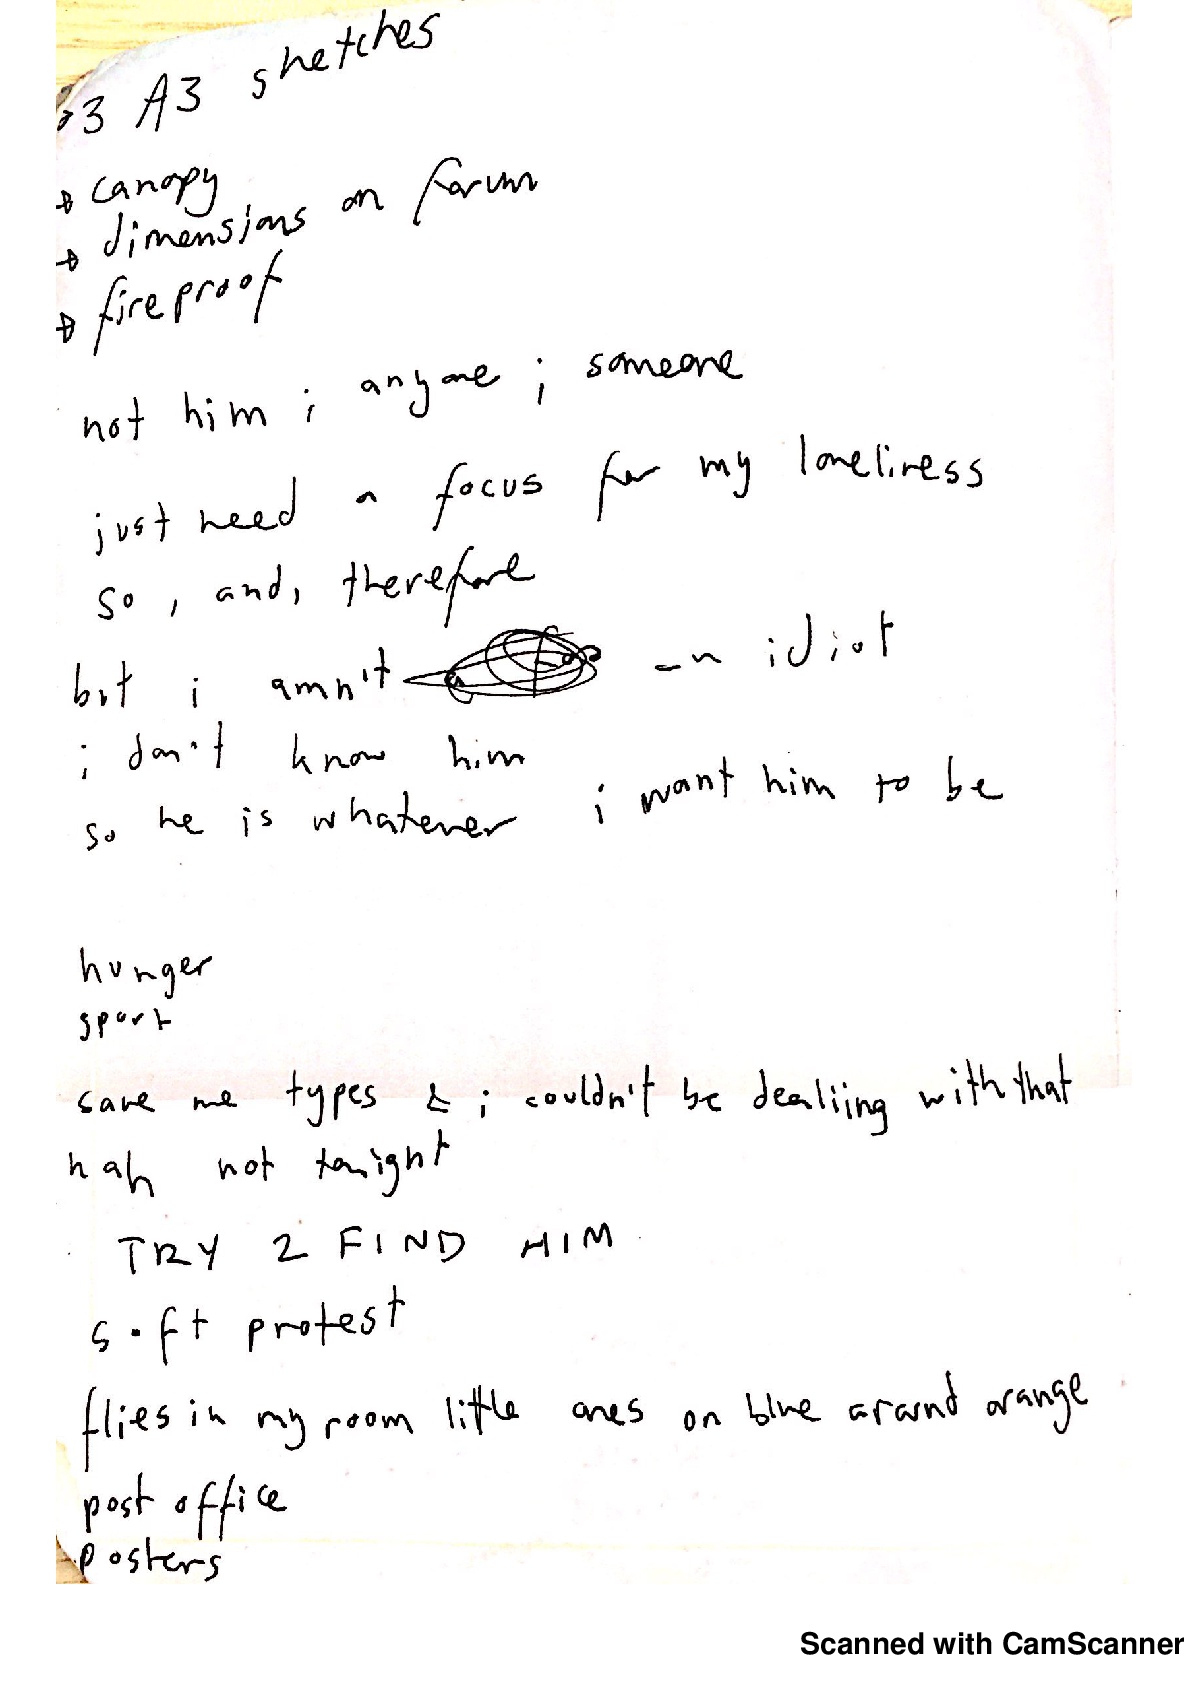 → 3 A3 sketches
→ canopy
→ dimensions on forum
→ fireproof
not him ; anyone ; someone
just need a focus for my loneliness
so , and, therefore
but i amn't an idiot
i don't know him
so he is whatever i want him to be
hunger
sport
save me types & i couldn't be dealiing with that
nah not tonight
TRY 2 FIND HIM
soft protest
flies in my room little ones on blue around orange
post office
posters
Scanned with CamScanner